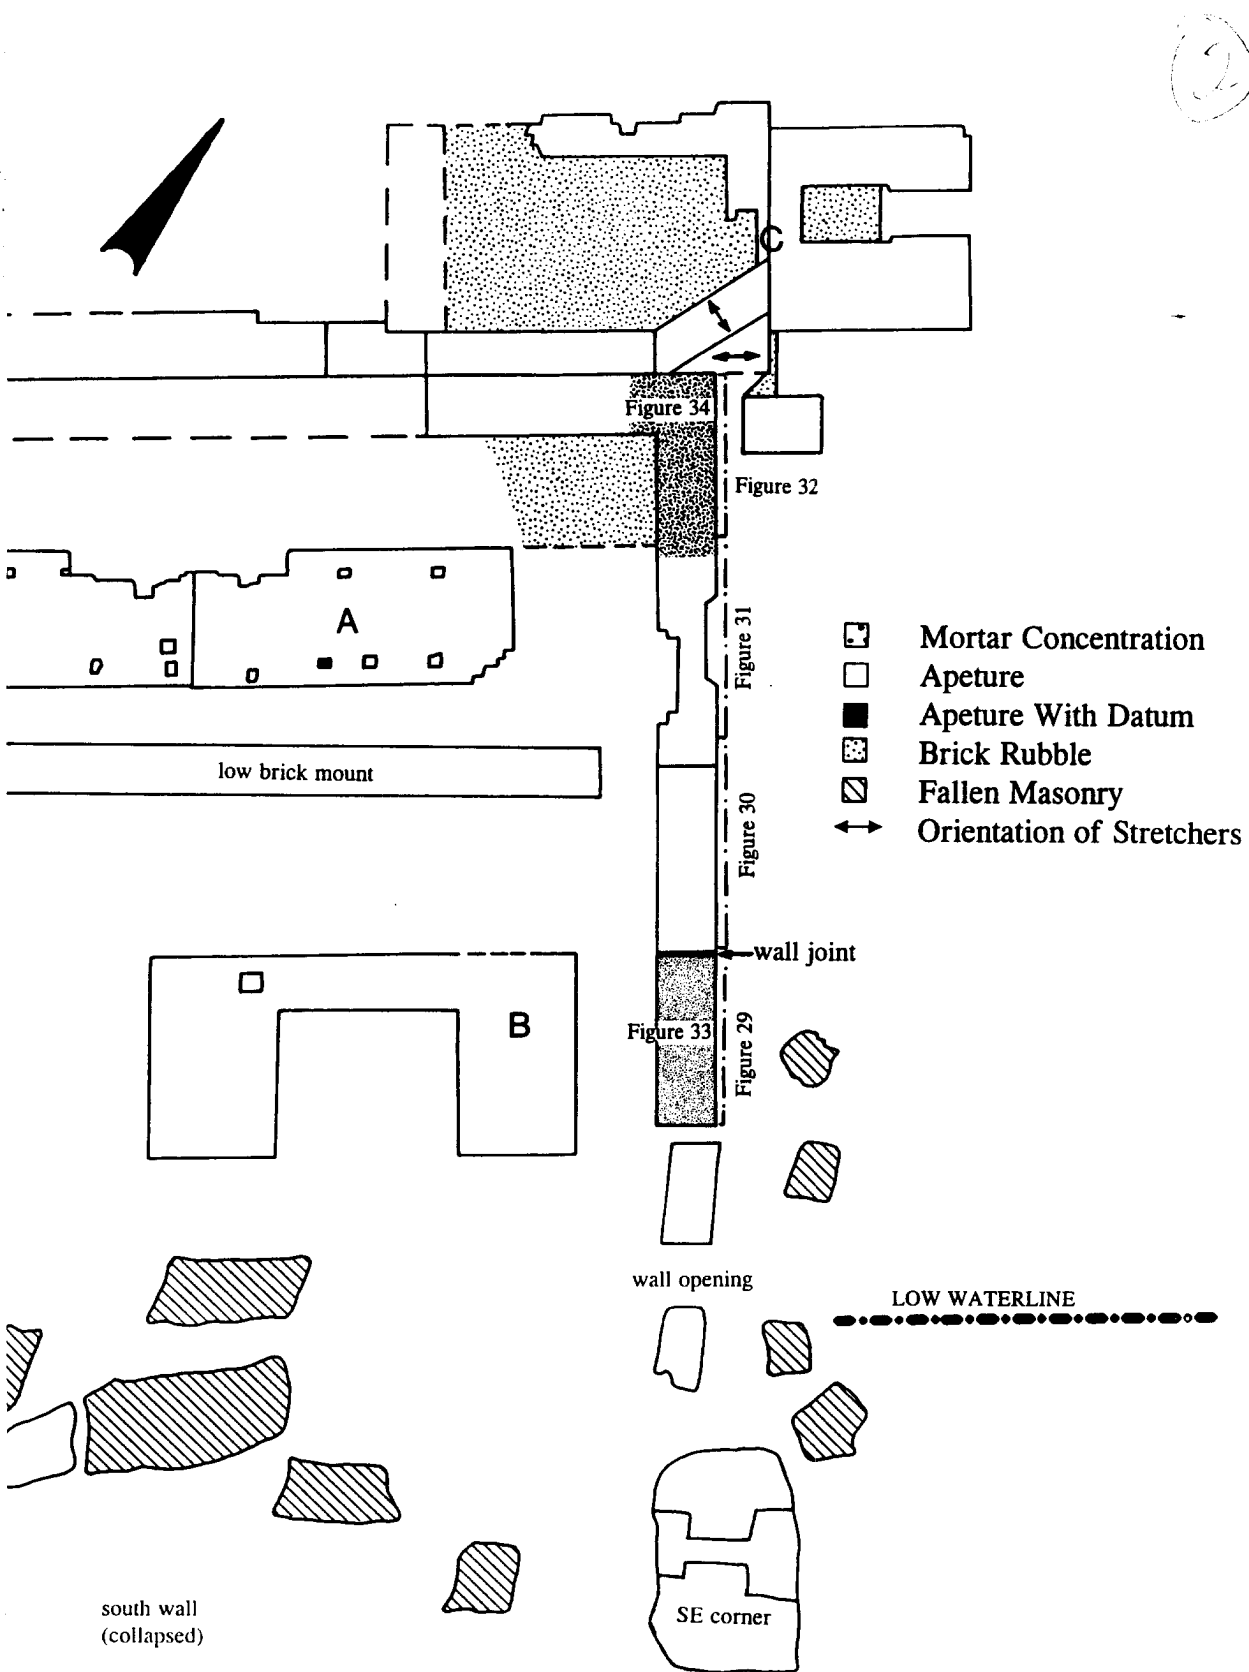 2
C
Figure 34
Figure 32
A
Figure 31
Mortar Concentration
Apeture
Apeture With Datum
Brick Rubble
Fallen Masonry
Orientation of Stretchers
low brick mount
Figure 30
wall joint
B
Figure 33
Figure 29
wall opening
LOW WATERLINE
SE corner
south wall
(collapsed)